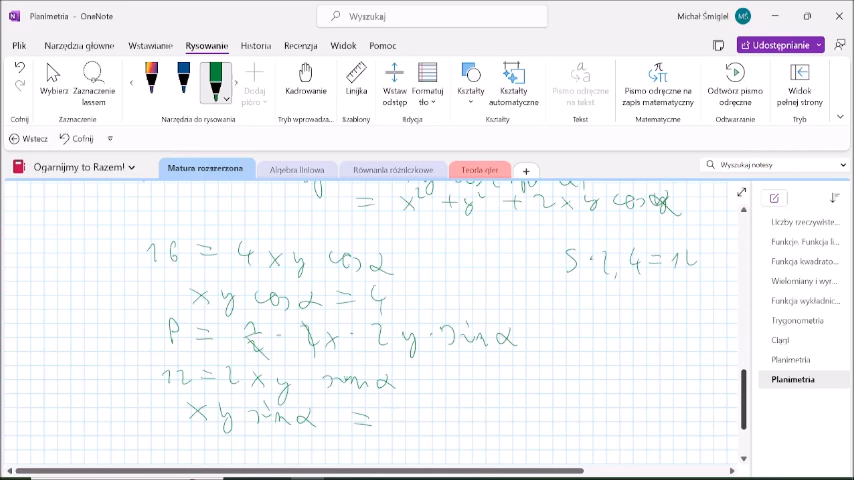 Planimetria - OneNote
Wyszukaj
Michał Śmigiel
MŚ
Plik Narzędzia główne Wstawianie Rysowanie Historia Recenzja Widok Pomoc
Udostępnianie
Wybierz Zaznaczenie lassem
Dodaj pióro
Kadrowanie
Linijka
Wstaw odstęp
Formatuj tło
Kształty
Kształty automatyczne
Pismo odręczne na tekst
Pismo odręczne na zapis matematyczny
Odtwórz pismo odręczne
Widok pełnej strony
Cofnij Zaznaczenie Narzędzia do rysowania Tryb wprowadza... Szablony Edycja Kształty Tekst Matematyczne Odtwarzanie Tryb
Wstecz Cofnij
Ogarnijmy to Razem!
Matura rozszerzona
Algebra liniowa
Równania różniczkowe
Teoria gier
+
Wyszukaj notesy
= x² + y² + 2xy cosα
16 = 4xy cosα
5 · 2,4 = 12
xy cosα = 4
P = · x · 2y · sinα
12 = 2xy sinα
xy sinα =
Liczby rzeczywiste...
Funkcje. Funkcja li...
Funkcja kwadrato...
Wielomiany i wyr...
Funkcja wykładnic...
Trygonometria
Ciągi
Planimetria
Planimetria